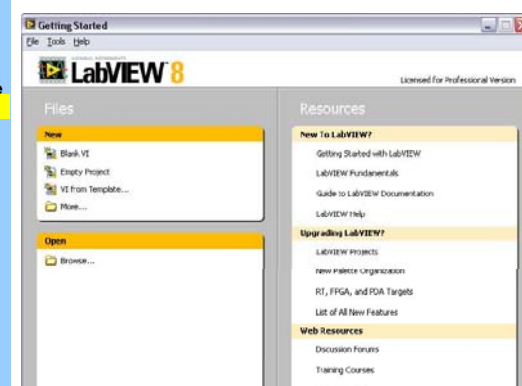 Getting Started
File Tools Help
LabVIEW 8
Licensed for Professional Version
Files
New
Blank VI
Empty Project
VI from Template...
More...
Open
Browse...
Resources
New To LabVIEW?
Getting Started with LabVIEW
LabVIEW Fundamentals
Guide to LabVIEW Documentation
LabVIEW Help
Upgrading LabVIEW?
LabVIEW Projects
New Palette Organization
RT, FPGA, and PDA Targets
List of All New Features
Web Resources
Discussion Forums
Training Courses